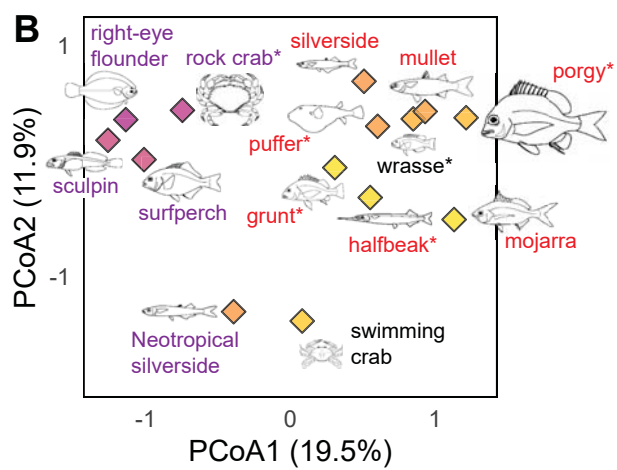 B
right-eye
flounder
rock crab*
silverside
mullet
porgy*
puffer*
wrasse*
sculpin
surfperch
grunt*
halfbeak*
mojarra
Neotropical
silverside
swimming
crab
1
-1
PCoA2 (11.9%)
-1 0 1
PCoA1 (19.5%)